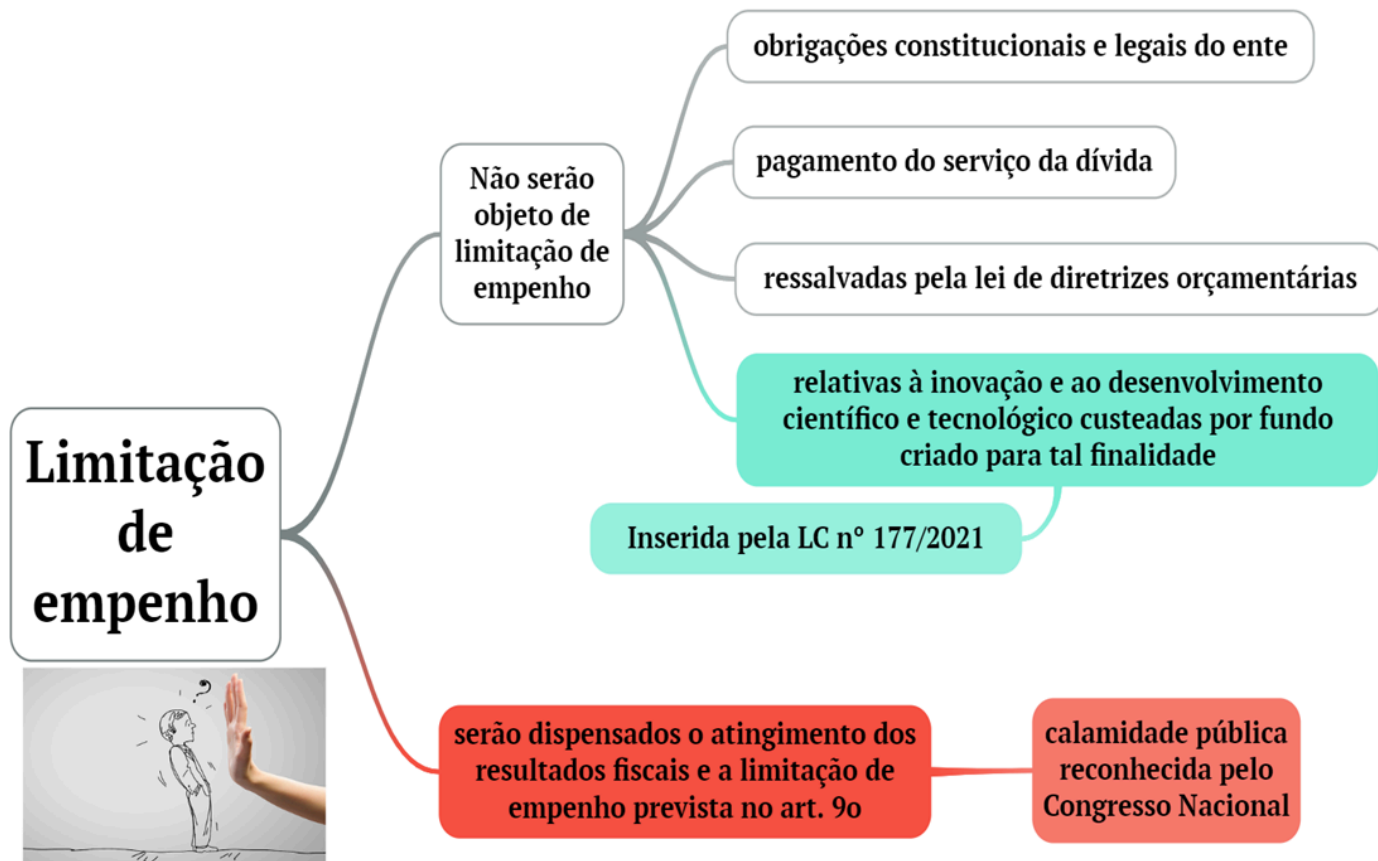 Limitação
de
empenho
Não serão
objeto de
limitação de
empenho
obrigações constitucionais e legais do ente
pagamento do serviço da dívida
ressalvadas pela lei de diretrizes orçamentárias
relativas à inovação e ao desenvolvimento
científico e tecnológico custeadas por fundo
criado para tal finalidade
Inserida pela LC nº 177/2021
serão dispensados o atingimento dos
resultados fiscais e a limitação de
empenho prevista no art. 9o
calamidade pública
reconhecida pelo
Congresso Nacional
?